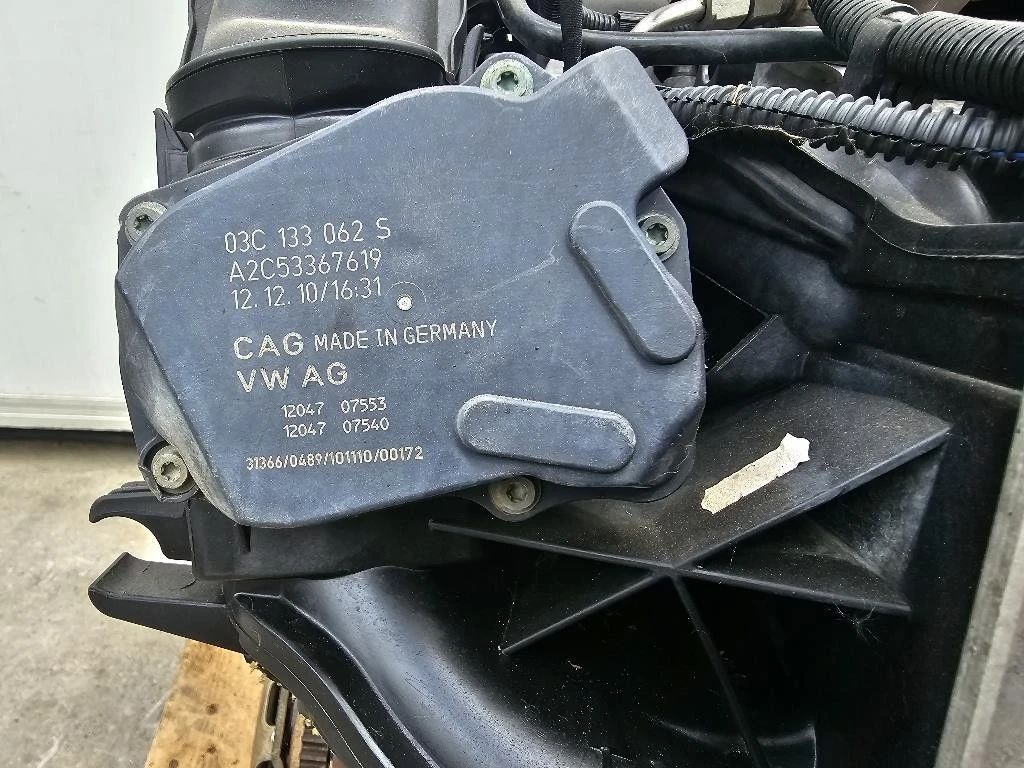 03C 133 062 S
A2C53367619
12.12.10/16:31
CAG MADE IN GERMANY
VW AG
12047 07553
12047 07540
31366/0489/101110/00172